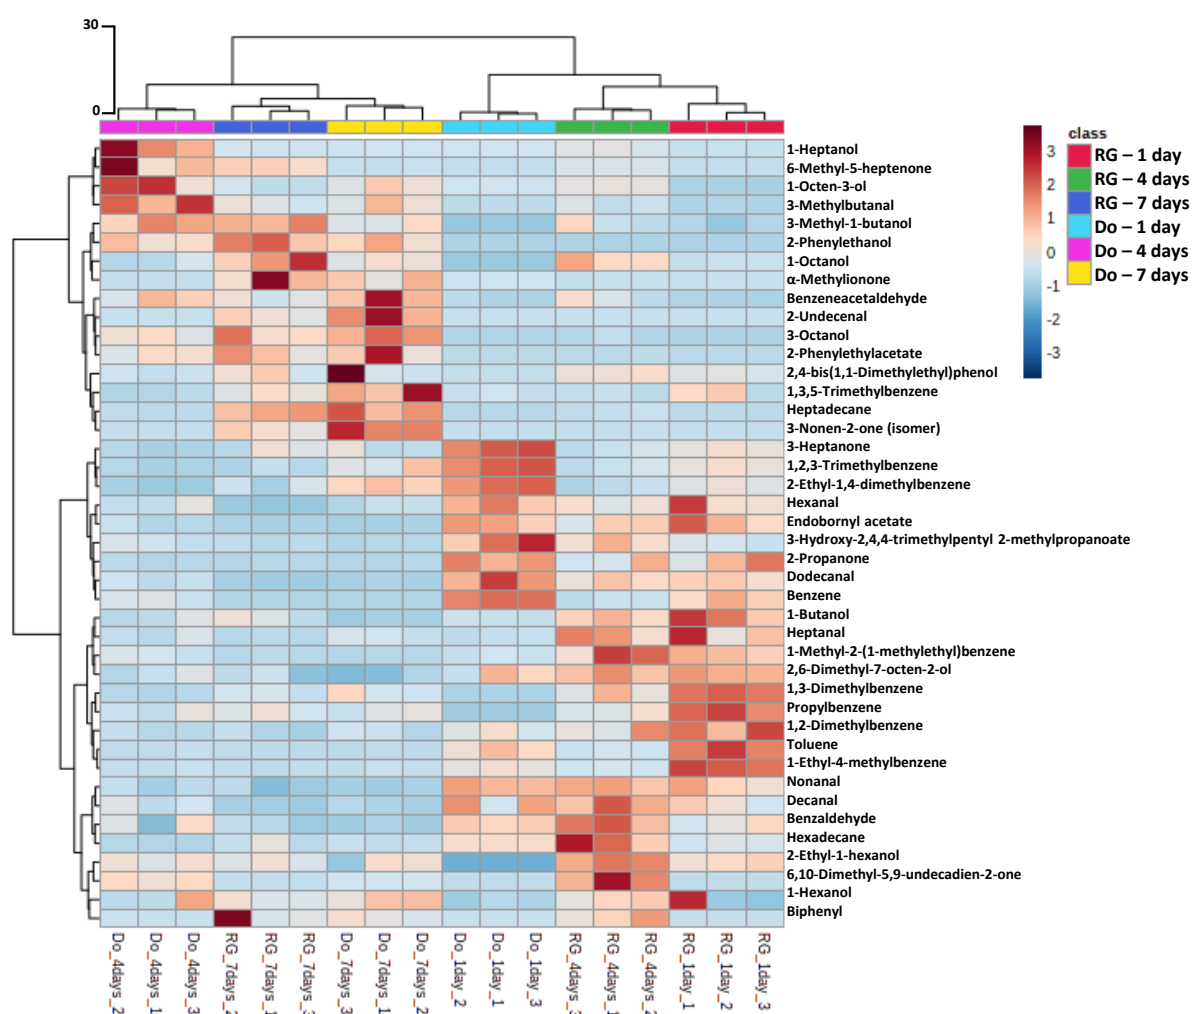 30
0
1-Heptanol
6-Methyl-5-heptenone
1-Octen-3-ol
3-Methylbutanal
3-Methyl-1-butanol
2-Phenylethanol
1-Octanol
α-Methylionone
Benzeneacetaldehyde
2-Undecenal
3-Octanol
2-Phenylethylacetate
2,4-bis(1,1-Dimethylethyl)phenol
1,3,5-Trimethylbenzene
Heptadecane
3-Nonen-2-one (isomer)
3-Heptanone
1,2,3-Trimethylbenzene
2-Ethyl-1,4-dimethylbenzene
Hexanal
Endobornyl acetate
3-Hydroxy-2,4,4-trimethylpentyl 2-methylpropanoate
2-Propanone
Dodecanal
Benzene
1-Butanol
Heptanal
1-Methyl-2-(1-methylethyl)benzene
2,6-Dimethyl-7-octen-2-ol
1,3-Dimethylbenzene
Propylbenzene
1,2-Dimethylbenzene
Toluene
1-Ethyl-4-methylbenzene
Nonanal
Decanal
Benzaldehyde
Hexadecane
2-Ethyl-1-hexanol
6,10-Dimethyl-5,9-undecadien-2-one
1-Hexanol
Biphenyl
3
2
1
0
-1
-2
-3
class
RG – 1 day
RG – 4 days
RG – 7 days
Do – 1 day
Do – 4 days
Do – 7 days
Do_4days_2
Do_4days_1
Do_4days_3
RG_7days_2
RG_7days_1
RG_7days_3
Do_7days_3
Do_7days_1
Do_7days_2
Do_1day_2
Do_1day_1
Do_1day_3
RG_4days_3
RG_4days_1
RG_4days_2
RG_1day_1
RG_1day_2
RG_1day_3